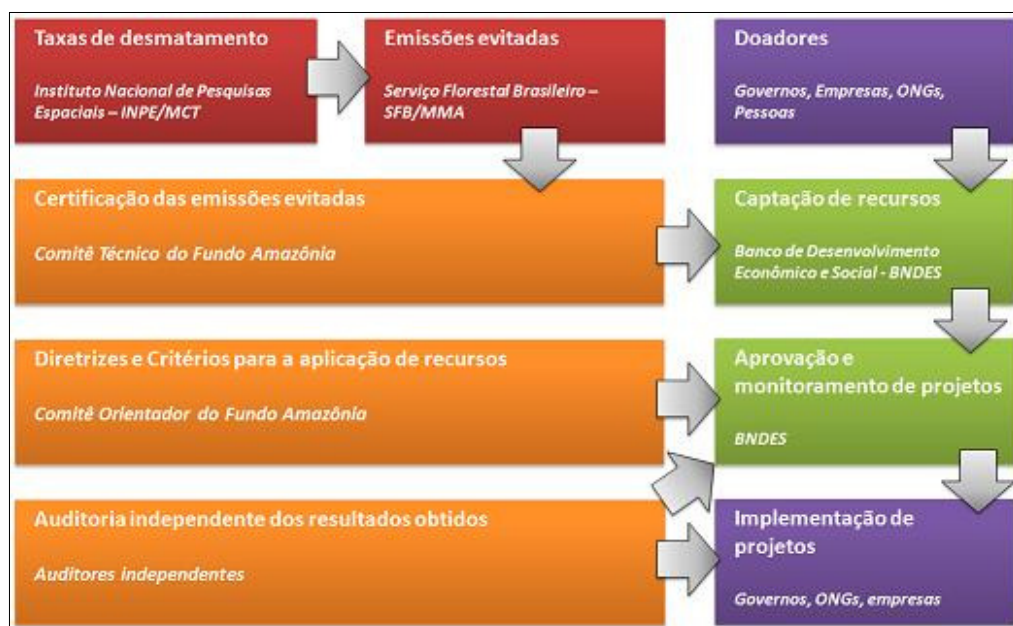 Taxas de desmatamento
Instituto Nacional de Pesquisas
Espaciais – INPE/MCT
Emissões evitadas
Serviço Florestal Brasileiro –
SFB/MMA
Doadores
Governos, Empresas, ONGs,
Pessoas
Certificação das emissões evitadas
Comitê Técnico do Fundo Amazônia
Captação de recursos
Banco de Desenvolvimento
Econômico e Social - BNDES
Diretrizes e Critérios para a aplicação de recursos
Comitê Orientador do Fundo Amazônia
Aprovação e
monitoramento de projetos
BNDES
Auditoria independente dos resultados obtidos
Auditores independentes
Implementação de
projetos
Governos, ONGs, empresas